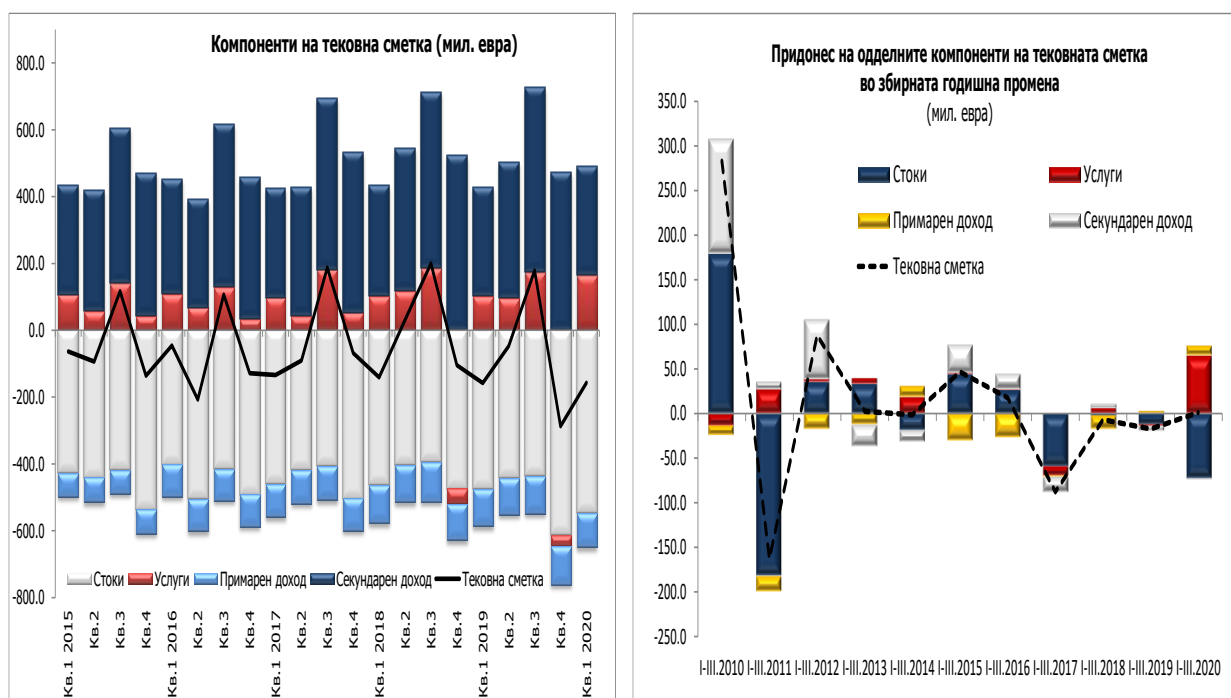 Компоненти на тековна сметка (мил. евра)
800.0
600.0
400.0
200.0
0.0
-200.0
-400.0
-600.0
-800.0
Стоки Услуги Примарен доход Секундарен доход Тековна сметка
Кв.1 2015
Кв.2
Кв.3
Кв.4
Кв.1 2016
Кв.2
Кв.3
Кв.4
Кв.1 2017
Кв.2
Кв.3
Кв.4
Кв.1 2018
Кв.2
Кв.3
Кв.4
Кв.1 2019
Кв.2
Кв.3
Кв.4
Кв.1 2020
Придонес на одделните компоненти на тековната сметка
во збирната годишна промена
(мил. евра)
350.0
300.0
250.0
200.0
150.0
100.0
50.0
0.0
-50.0
-100.0
-150.0
-200.0
-250.0
Стоки Услуги
Примарен доход Секундарен доход
Тековна сметка
I-III.2010 I-III.2011 I-III.2012 I-III.2013 I-III.2014 I-III.2015 I-III.2016 I-III.2017 I-III.2018 I-III.2019 I-III.2020